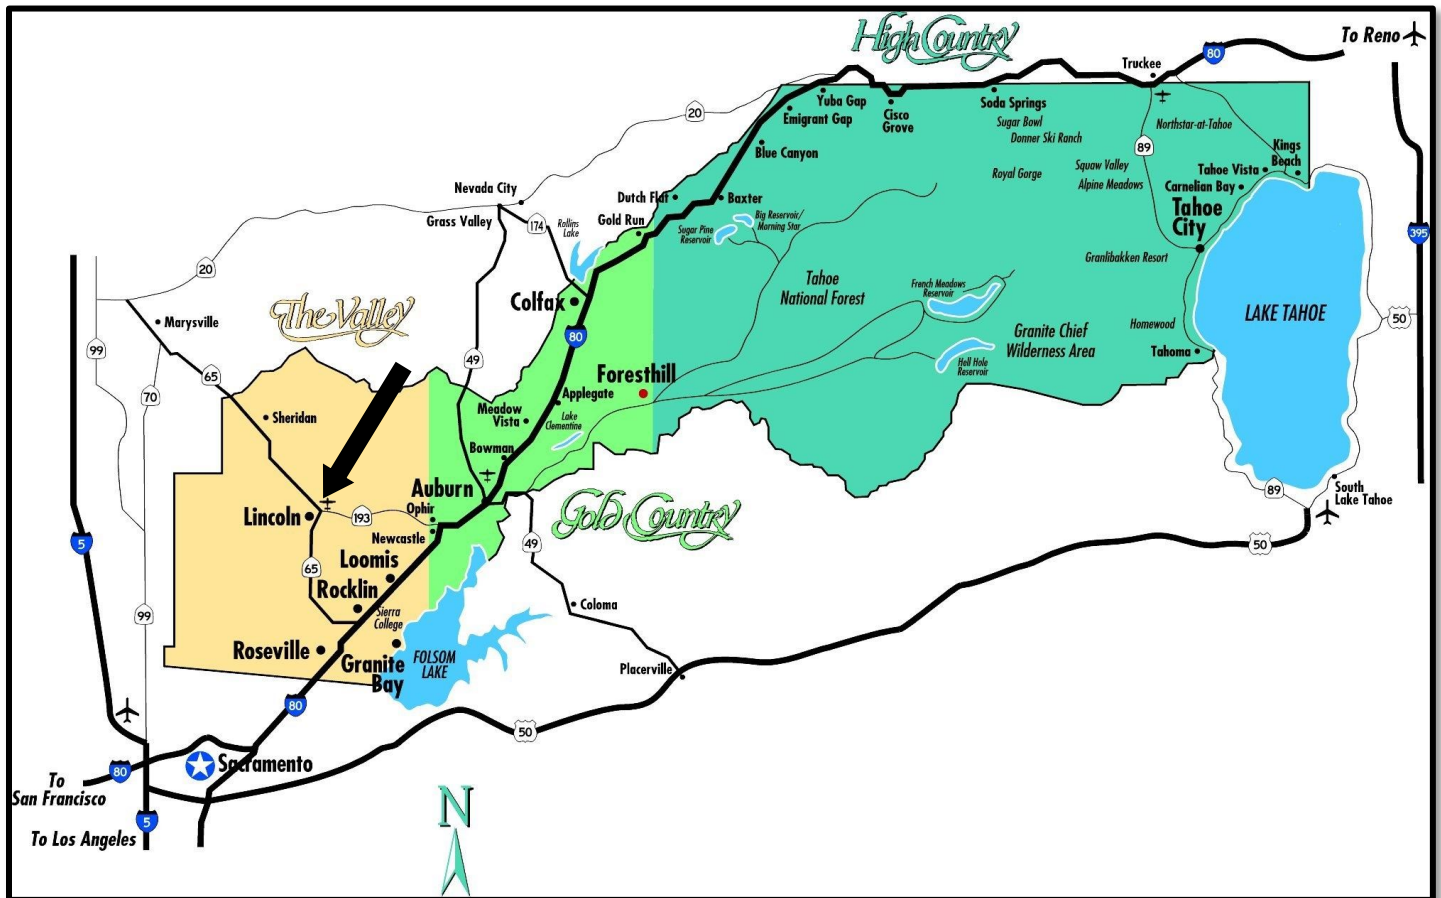 High Country
To Reno
Truckee
80
Yuba Gap
Emigrant Gap
Cisco
Grove
Soda Springs
Sugar Bowl
Donner Ski Ranch
Northstar-at-Tahoe
20
89
Kings
Beach
Blue Canyon
Royal Gorge
Squaw Valley
Alpine Meadows
Tahoe Vista
Carnelian Bay
Nevada City
Dutch Flat
Baxter
Tahoe
City
Grass Valley
174
Rollins
Lake
Gold Run
Sugar Pine
Reservoir
Big Reservoir/
Morning Star
395
Granlibakken Resort
20
Tahoe
National Forest
French Meadows
Reservoir
Colfax
The Valley
Marysville
80
Granite Chief
Wilderness Area
Homewood
LAKE TAHOE
50
99
49
Hell Hole
Reservoir
Tahoma
65
70
Foresthill
Applegate
Sheridan
Meadow
Vista
Lake
Clementine
Bowman
Auburn
Ophir
89
South
Lake Tahoe
Lincoln
193
Gold Country
Newcastle
5
49
50
Loomis
65
Rocklin
Coloma
99
Sierra
College
Roseville
Granite
Bay
FOLSOM
LAKE
Placerville
80
50
Sacramento
80
To
San Francisco
5
To Los Angeles
N